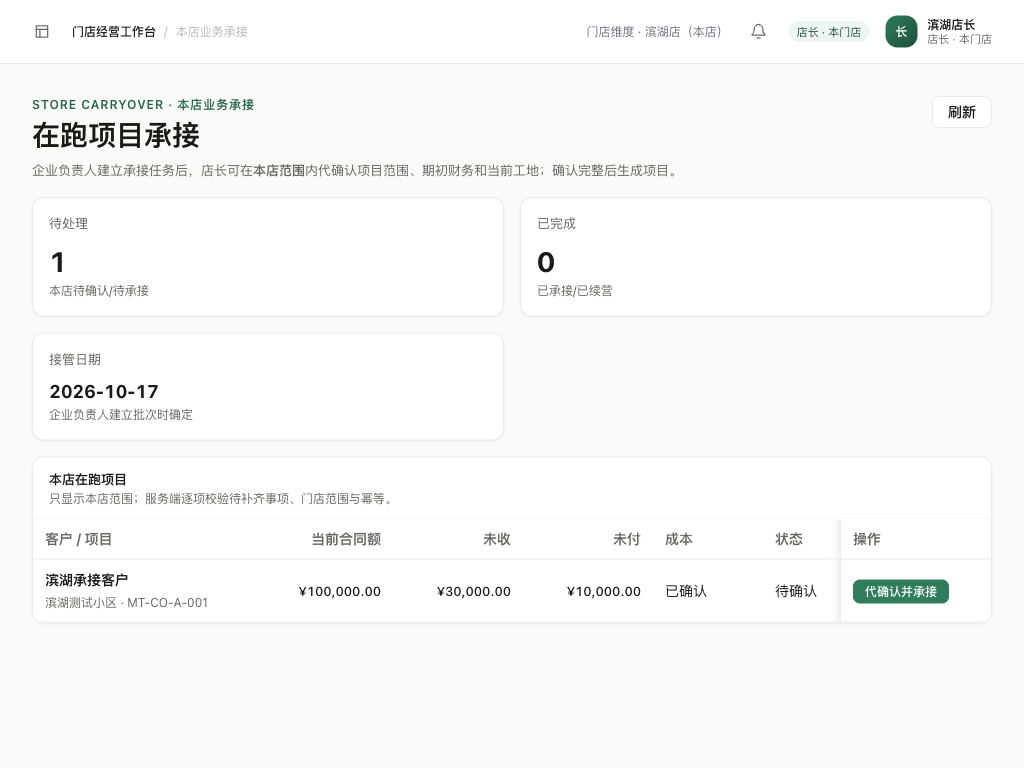 门店经营工作台 / 本店业务承接
门店维度 · 滨湖店（本店）
店长 · 本门店
长
滨湖店长
店长 · 本门店
STORE CARRYOVER · 本店业务承接
在跑项目承接
刷新
企业负责人建立承接任务后，店长可在本店范围内代确认项目范围、期初财务和当前工地；确认完整后生成项目。
待处理
1
本店待确认/待承接
已完成
0
已承接/已续营
接管日期
2026-10-17
企业负责人建立批次时确定
本店在跑项目
只显示本店范围；服务端逐项校验待补齐事项、门店范围与幂等。
客户 / 项目 当前合同额 未收 未付 成本 状态 操作
滨湖承接客户
滨湖测试小区 · MT-CO-A-001
¥100,000.00 ¥30,000.00 ¥10,000.00 已确认 待确认 代确认并承接